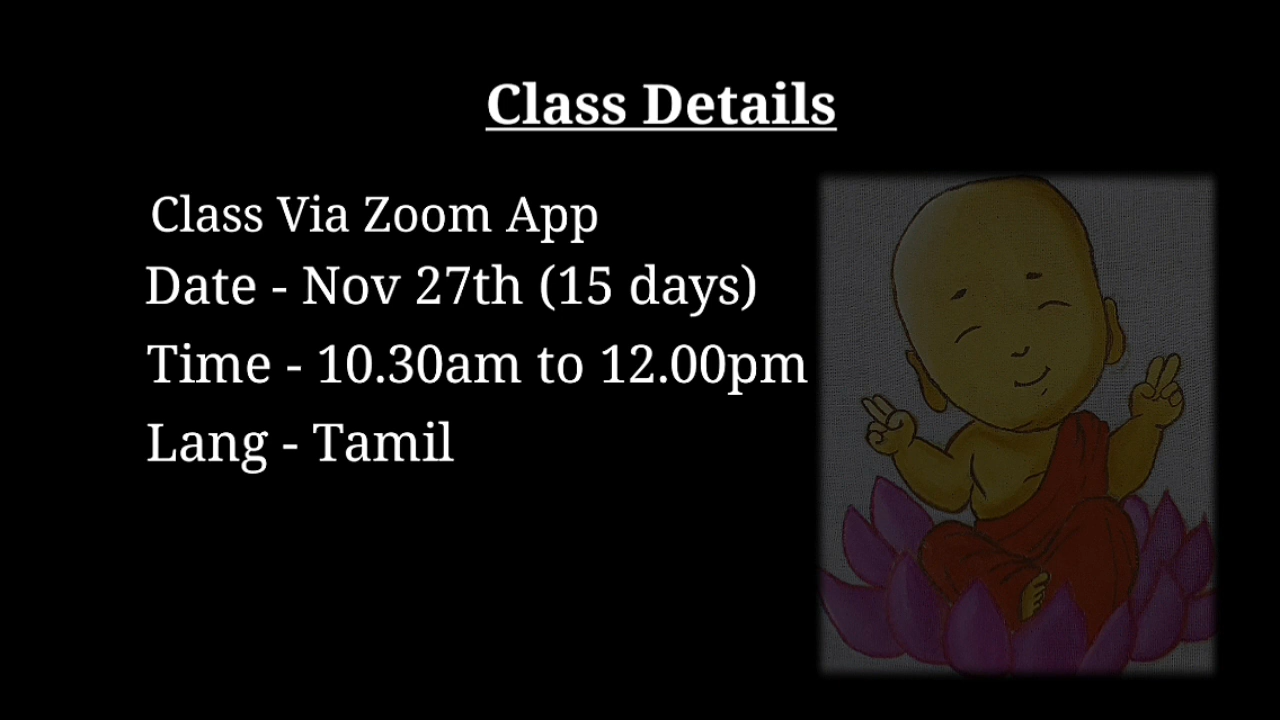 Class Details
Class Via Zoom App
Date - Nov 27th (15 days)
Time - 10.30am to 12.00pm
Lang - Tamil